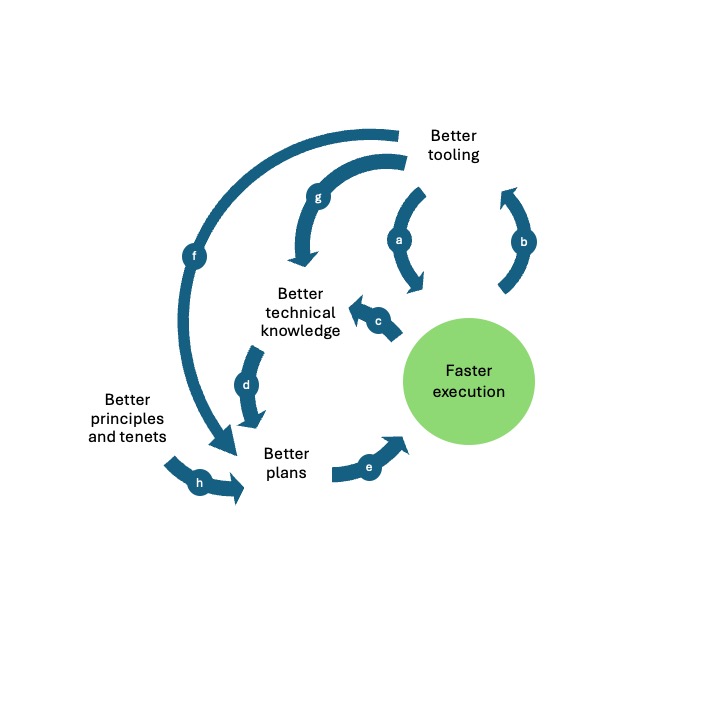 Better
tooling
g
a
b
f
Better
technical
knowledge
c
Faster
execution
d
Better
principles
and tenets
Better
plans
e
h